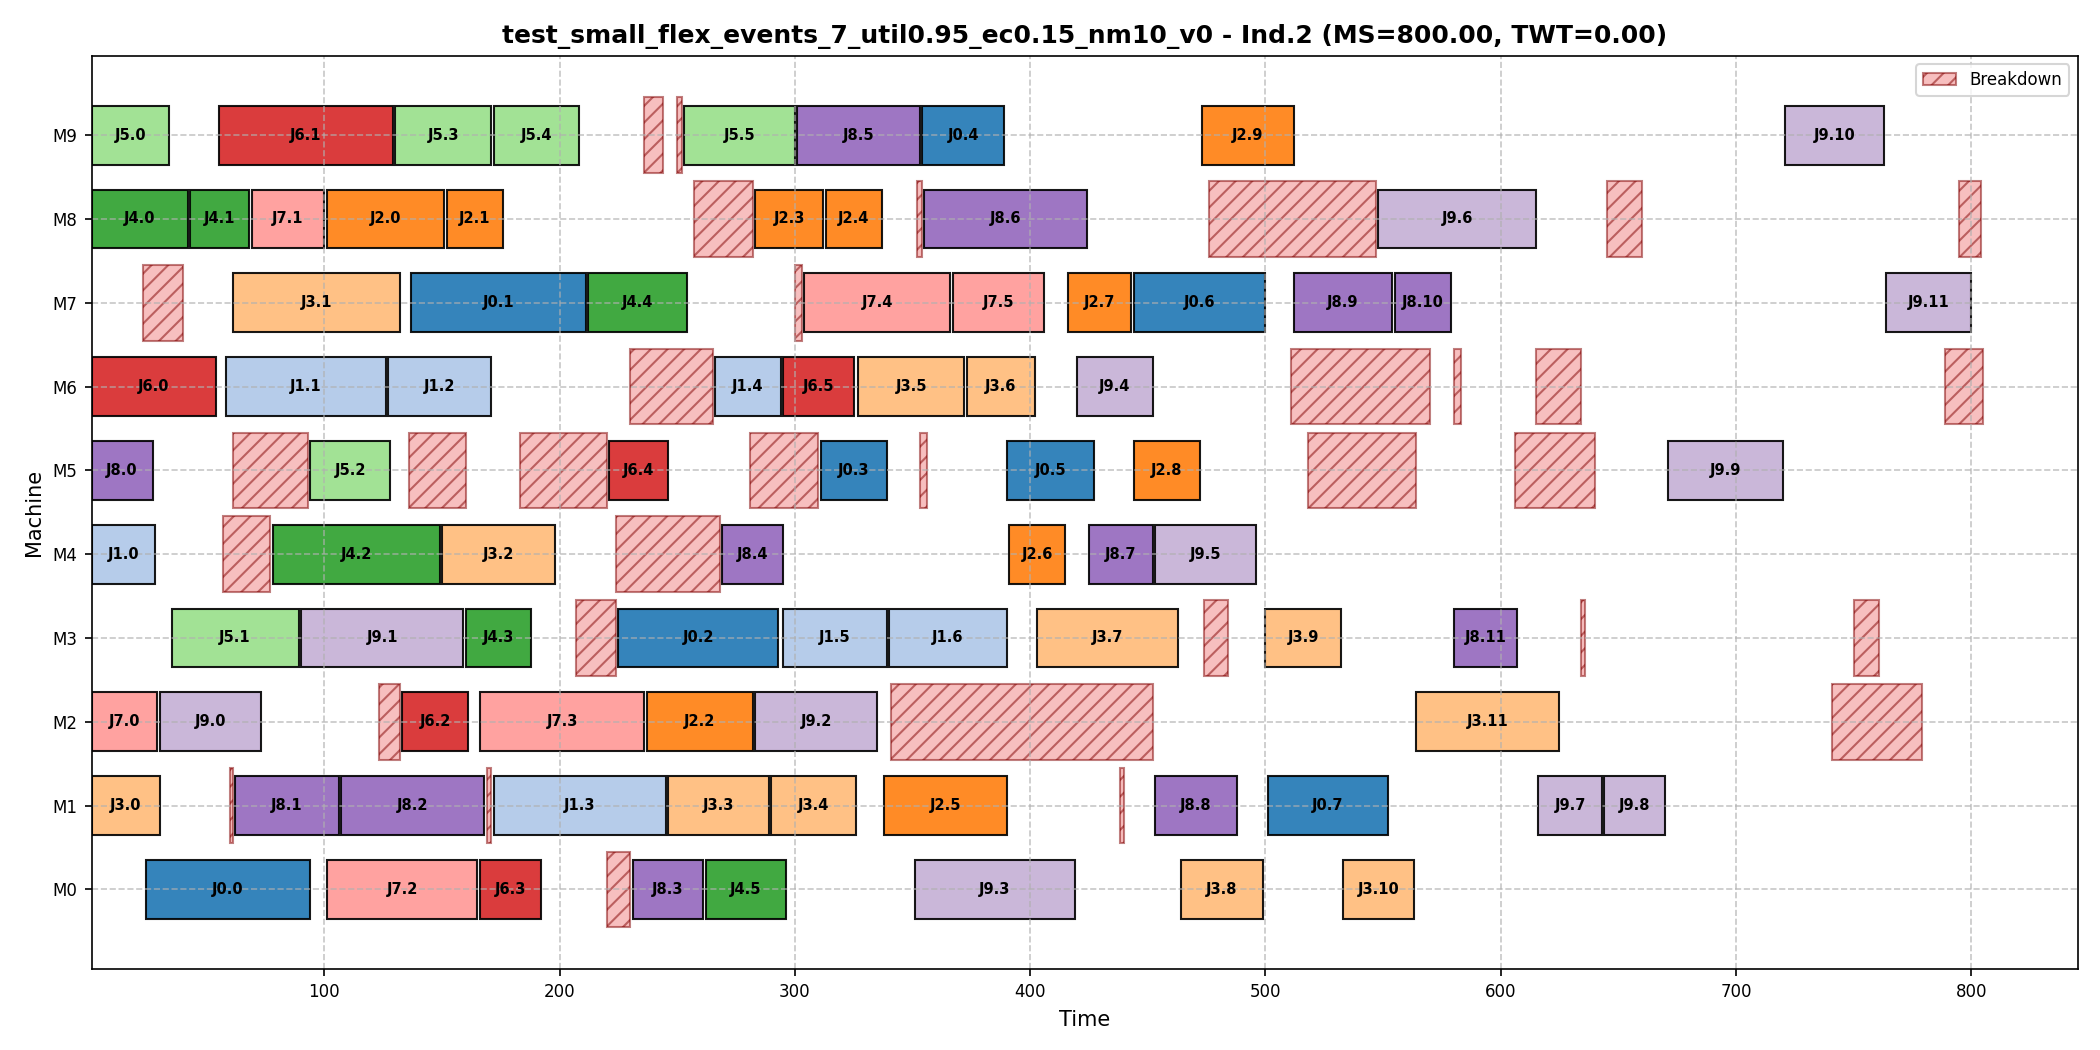 test_small_flex_events_7_util0.95_ec0.15_nm10_v0 - Ind.2 (MS=800.00, TWT=0.00)
Breakdown
M9 J5.0 J6.1 J5.3 J5.4 J5.5 J8.5 J0.4 J2.9 J9.10
M8 J4.0 J4.1 J7.1 J2.0 J2.1 J2.3 J2.4 J8.6 J9.6
M7 J3.1 J0.1 J4.4 J7.4 J7.5 J2.7 J0.6 J8.9 J8.10 J9.11
M6 J6.0 J1.1 J1.2 J1.4 J6.5 J3.5 J3.6 J9.4
M5 J8.0 J5.2 J6.4 J0.3 J0.5 J2.8 J9.9
M4 J1.0 J4.2 J3.2 J8.4 J2.6 J8.7 J9.5
M3 J5.1 J9.1 J4.3 J0.2 J1.5 J1.6 J3.7 J3.9 J8.11
M2 J7.0 J9.0 J6.2 J7.3 J2.2 J9.2 J3.11
M1 J3.0 J8.1 J8.2 J1.3 J3.3 J3.4 J2.5 J8.8 J0.7 J9.7 J9.8
M0 J0.0 J7.2 J6.3 J8.3 J4.5 J9.3 J3.8 J3.10
Machine
100 200 300 400 500 600 700 800
Time